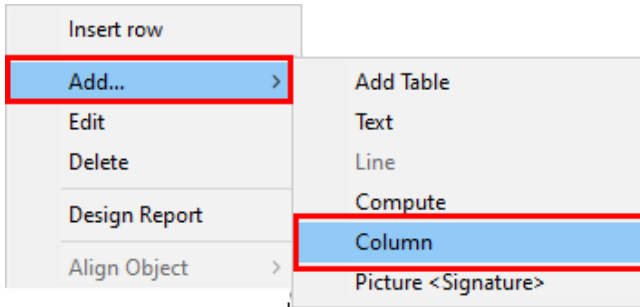 Insert row
Add...
Edit
Delete
Design Report
Align Object
Add Table
Text
Line
Compute
Column
Picture <Signature>